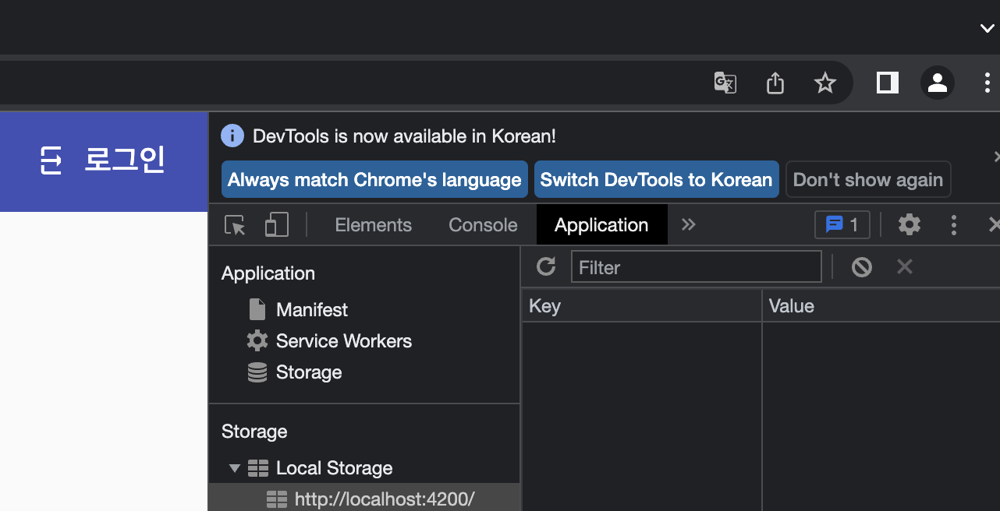 로그인
DevTools is now available in Korean!
Always match Chrome's language Switch DevTools to Korean Don't show again
Elements Console Application 1
Application
Manifest
Service Workers
Storage
Filter
Key Value
Storage
Local Storage
http://localhost:4200/